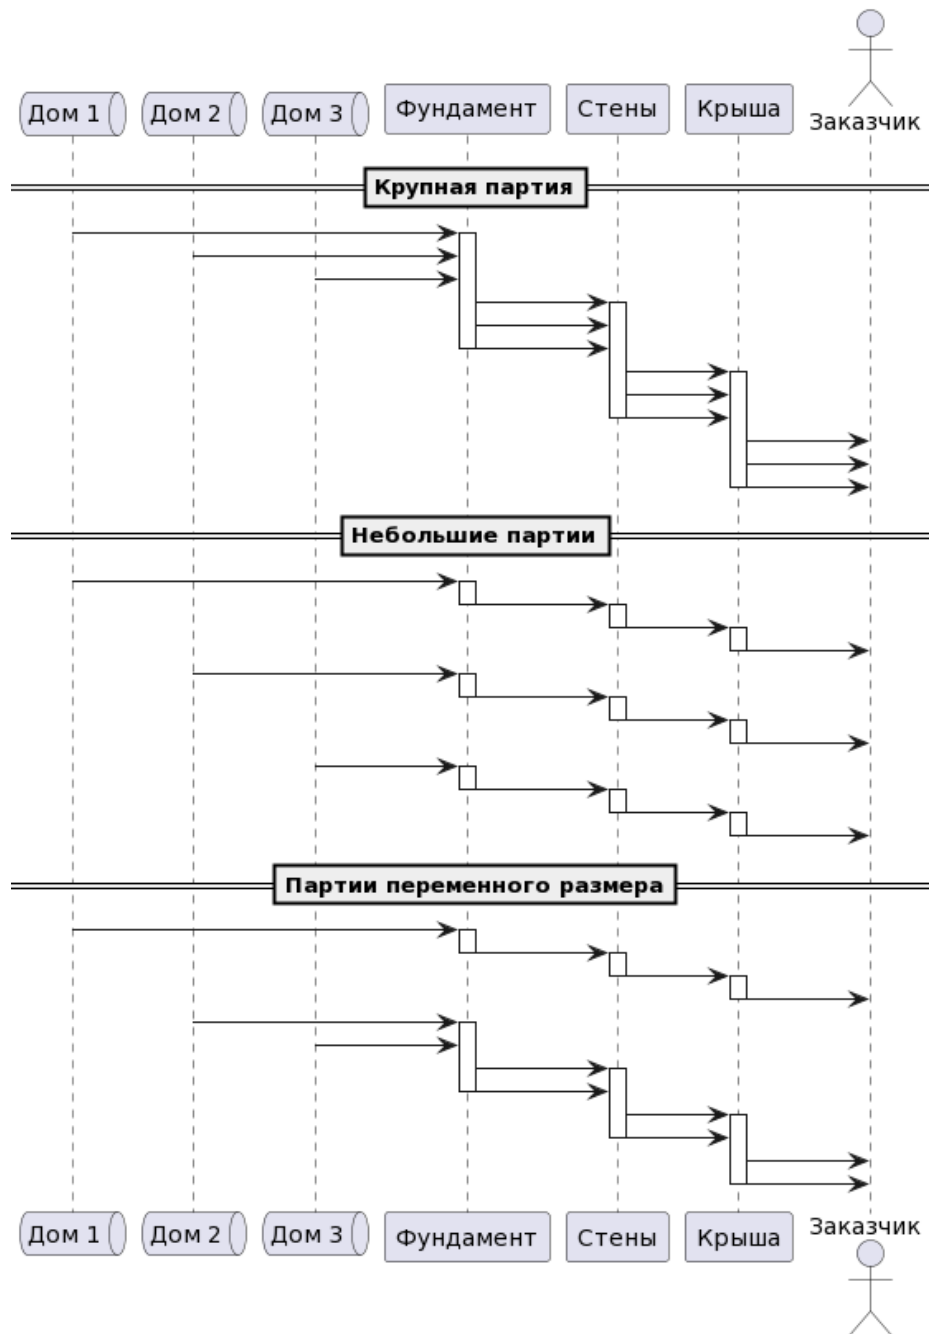 Дом 1
Дом 2
Дом 3
Фундамент
Стены
Крыша
Заказчик
Крупная партия
Небольшие партии
Партии переменного размера
Дом 1
Дом 2
Дом 3
Фундамент
Стены
Крыша
Заказчик